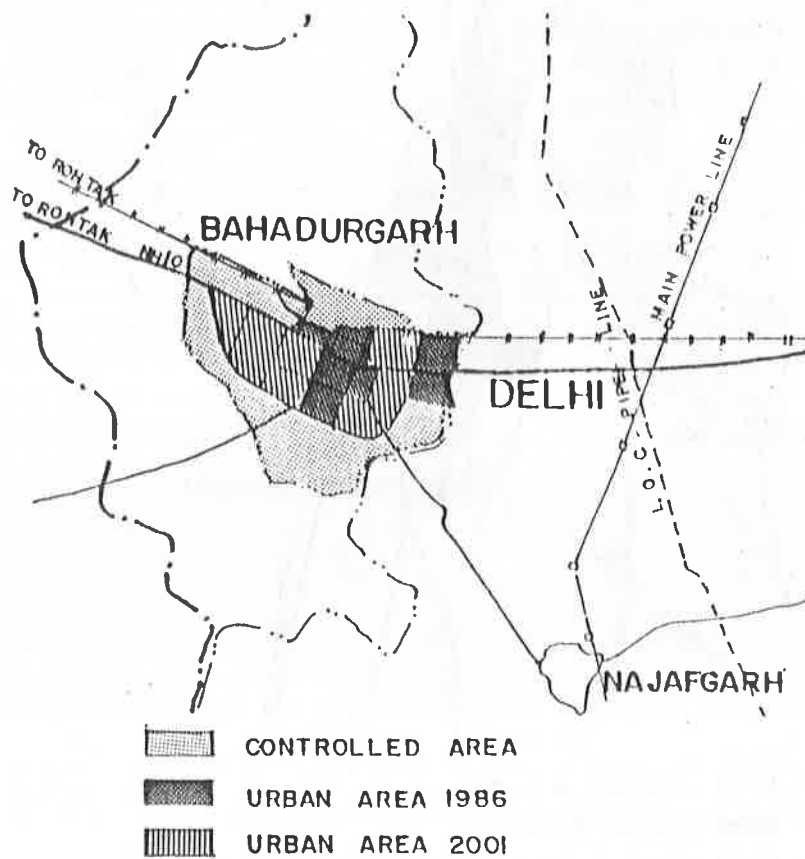 TO ROHTAK
TO ROHTAK
NH10
BAHADURGARH
MAIN POWER LINE
DELHI
I.O.C. PIPE LINE
NAJAFGARH
CONTROLLED AREA
URBAN AREA 1986
URBAN AREA 2001